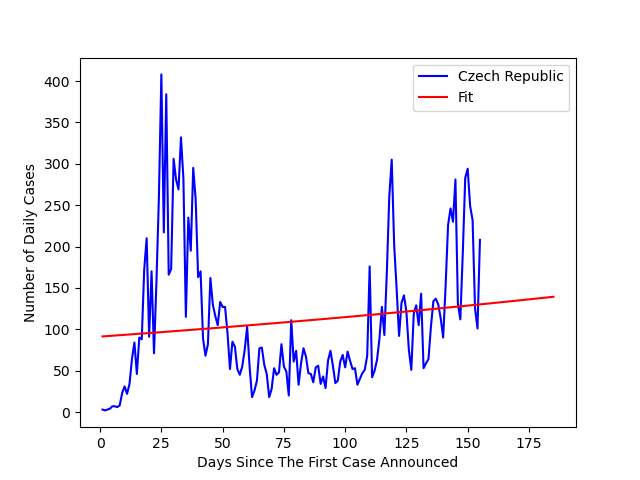 Czech Republic
Fit
400
350
300
250
200
150
100
50
0
Number of Daily Cases
0 25 50 75 100 125 150 175
Days Since The First Case Announced